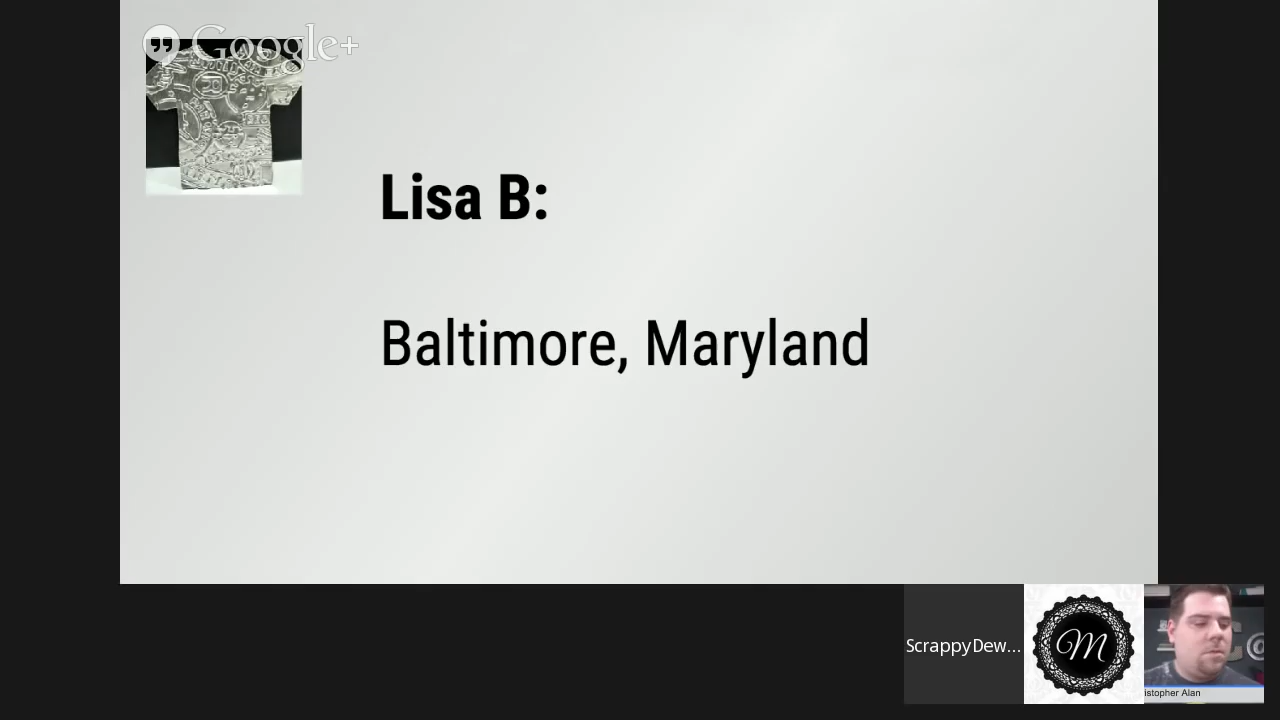 Google+
Lisa B:
Baltimore, Maryland
ScrappyDew...
M
istopher Alan